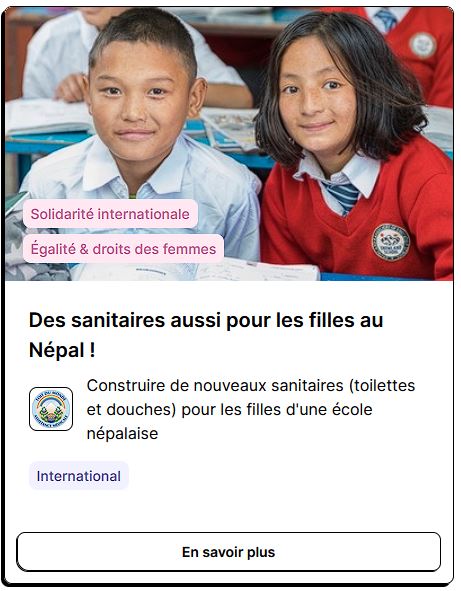 Solidarité internationale
Égalité & droits des femmes
Des sanitaires aussi pour les filles au
Népal !
Construire de nouveaux sanitaires (toilettes
et douches) pour les filles d'une école
népalaise
International
En savoir plus